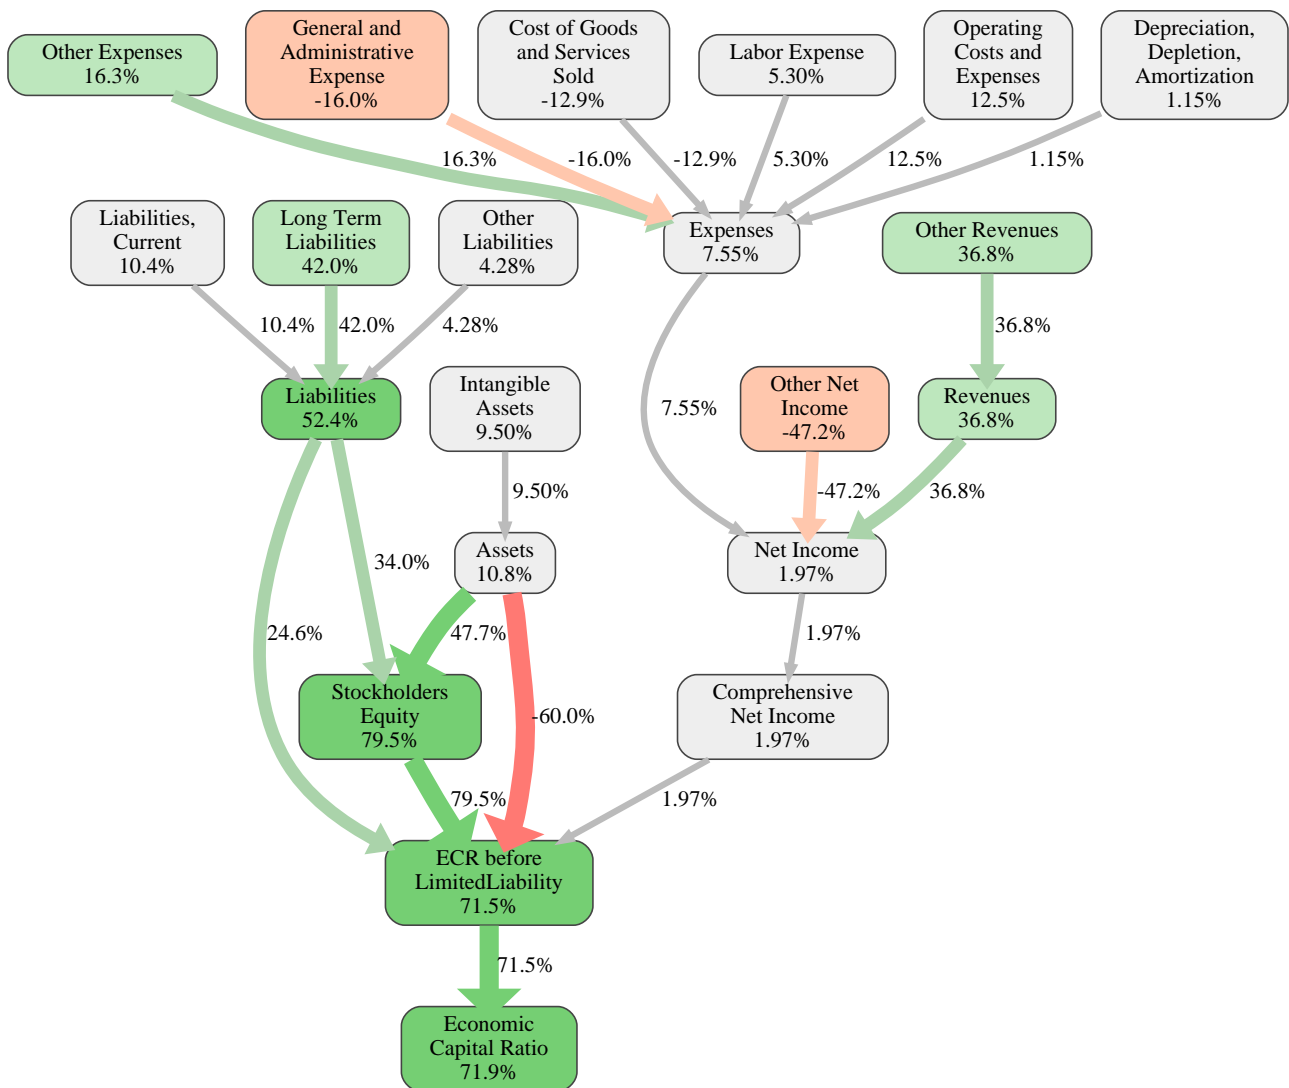 Other Expenses
16.3%
General and
Administrative
Expense
-16.0%
Cost of Goods
and Services
Sold
-12.9%
Labor Expense
5.30%
Operating
Costs and
Expenses
12.5%
Depreciation,
Depletion,
Amortization
1.15%
16.3%
-16.0%
-12.9%
5.30%
12.5%
1.15%
Liabilities,
Current
10.4%
Long Term
Liabilities
42.0%
Other
Liabilities
4.28%
Expenses
7.55%
Other Revenues
36.8%
10.4%
42.0%
4.28%
36.8%
Liabilities
52.4%
Intangible
Assets
9.50%
7.55%
Other Net
Income
-47.2%
Revenues
36.8%
9.50%
-47.2%
36.8%
34.0%
Assets
10.8%
Net Income
1.97%
24.6%
47.7%
1.97%
Stockholders
Equity
79.5%
-60.0%
Comprehensive
Net Income
1.97%
79.5%
1.97%
ECR before
LimitedLiability
71.5%
71.5%
Economic
Capital Ratio
71.9%